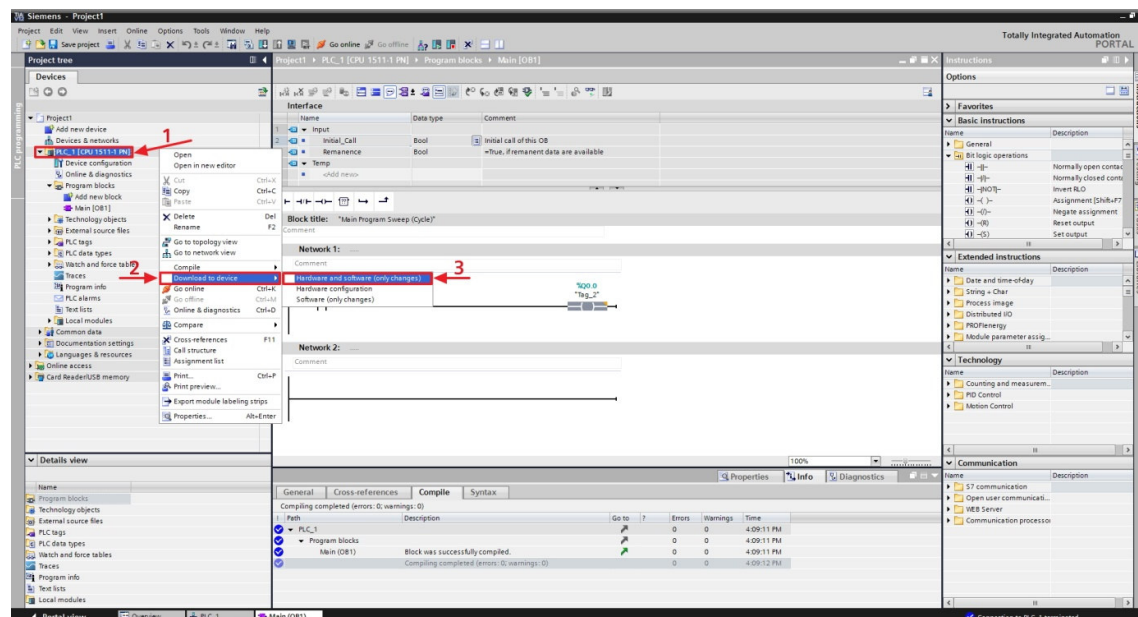 Siemens - Project1
Project Edit View Insert Online Options Tools Window Help
Save project
Go online
Go offline
Totally Integrated Automation
PORTAL
Project tree
Devices
Project1
Add new device
Devices & networks
PLC_1 [CPU 1511-1 PN]
Device configuration
Online & diagnostics
Program blocks
Add new block
Main [OB1]
Technology objects
External source files
PLC tags
PLC data types
Watch and force tables
Traces
Program info
PLC alarms
Text lists
Local modules
Common data
Documentation settings
Languages & resources
Online access
Card Reader/USB memory
PLC programming
1
2
3
Open
Open in new editor
Cut Ctrl+X
Copy Ctrl+C
Paste Ctrl+V
Delete Del
Rename F2
Go to topology view
Go to network view
Compile
Download to device
Go online Ctrl+K
Go offline Ctrl+M
Online & diagnostics Ctrl+D
Compare
Cross-references F11
Call structure
Assignment list
Print... Ctrl+P
Print preview...
Export module labeling strips
Properties... Alt+Enter
Hardware and software (only changes)
Hardware configuration
Software (only changes)
Project1 PLC_1 [CPU 1511-1 PN] Program blocks Main [OB1]
Interface
Name Data type Comment
1 Input
2 Initial_Call Bool Initial call of this OB
Remanence Bool =True, if remanent data are available
Temp
<Add new>
Block title: "Main Program Sweep (Cycle)"
Comment
Network 1:
Comment
%Q0.0
"Tag_2"
Network 2:
Comment
100%
Properties Info Diagnostics
General Cross-references Compile Syntax
Compiling completed (errors: 0; warnings: 0)
! Path Description Go to ? Errors Warnings Time
PLC_1 0 0 4:09:11 PM
Program blocks 0 0 4:09:11 PM
Main (OB1) Block was successfully compiled. 0 0 4:09:11 PM
Compiling completed (errors: 0; warnings: 0) 0 0 4:09:12 PM
Details view
Name
Program blocks
Technology objects
External source files
PLC tags
PLC data types
Watch and force tables
Traces
Program info
Text lists
Local modules
Instructions
Options
Favorites
Basic instructions
Name Description
General
Bit logic operations
-||- Normally open contac
-|/|- Normally closed conta
-|NOT|- Invert RLO
-( )- Assignment [Shift+F7
-(/)- Negate assignment
-(R) Reset output
-(S) Set output
Extended instructions
Name Description
Date and time-of-day
String + Char
Process image
Distributed I/O
PROFIenergy
Module parameter assig...
Technology
Name Description
Counting and measurem..
PID Control
Motion Control
Communication
Name Description
S7 communication
Open user communicati...
WEB Server
Communication processor
Portal view Overview PLC_1 Main (OB1)
Connection to PLC_1 terminated